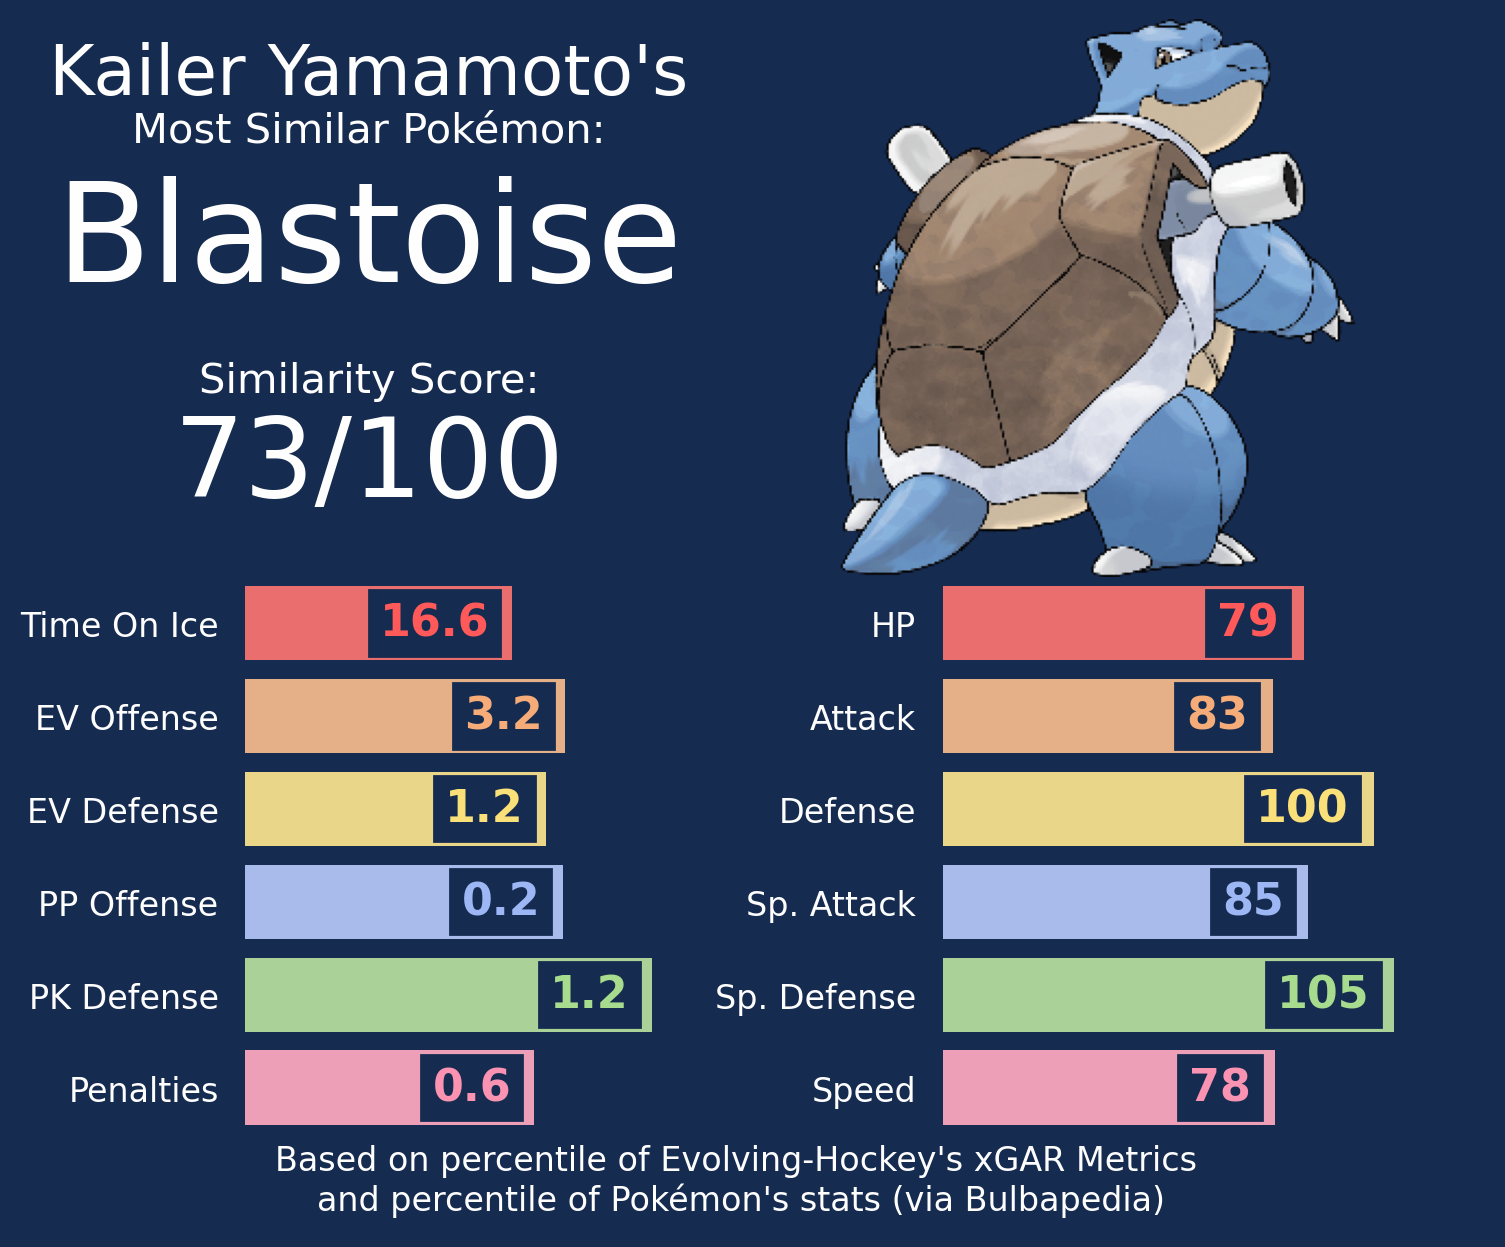 Kailer Yamamoto's
Most Similar Pokémon:
Blastoise
Similarity Score:
73/100
Time On Ice 16.6
EV Offense 3.2
EV Defense 1.2
PP Offense 0.2
PK Defense 1.2
Penalties 0.6
HP 79
Attack 83
Defense 100
Sp. Attack 85
Sp. Defense 105
Speed 78
Based on percentile of Evolving-Hockey's xGAR Metrics
and percentile of Pokémon's stats (via Bulbapedia)